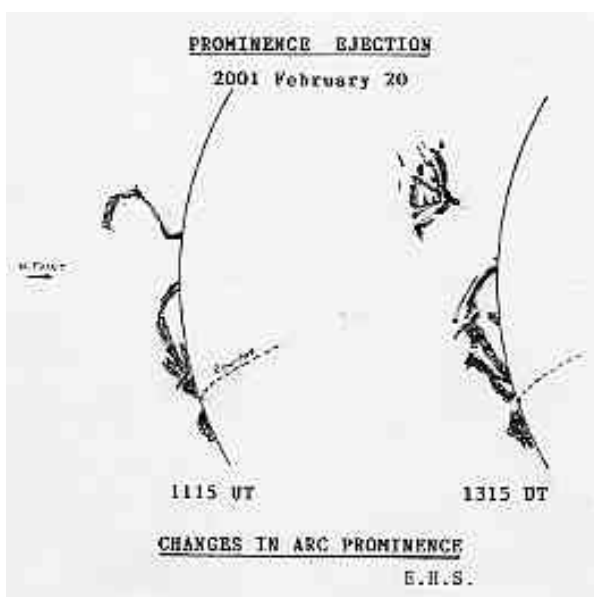 PROMINENCE EJECTION
2001 February 20
1115 UT
1315 UT
CHANGES IN ARC PROMINENCE
E.H.S.